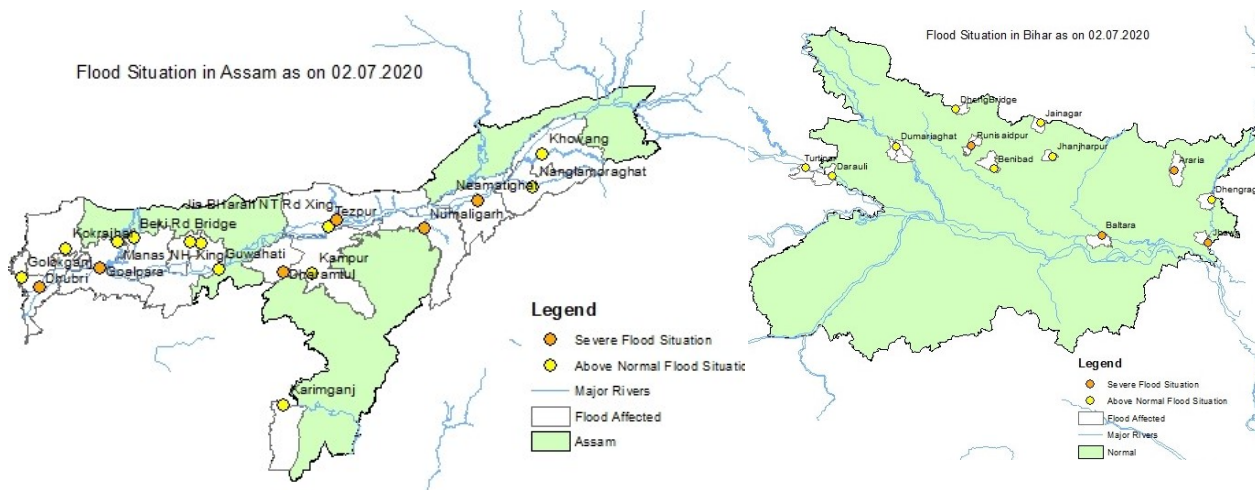 Flood Situation in Assam as on 02.07.2020
Khowang
Nanglamoraghat
Neamatighat
Jia Bharali NT Rd Xing
Tezpur
Numaligarh
Beki Rd Bridge
Kokrajhar
Manas NH Xing
Guwahati
Kampur
Golokganj
Goalpara
Dharamtul
Dhubri
Karimganj
Legend
Severe Flood Situation
Above Normal Flood Situatic
Major Rivers
Flood Affected
Assam
Flood Situation in Bihar as on 02.07.2020
DhengBridge
Jainagar
Dumariaghat
Runisaidpur
Jhanjharpur
Benibad
Turtipar
Darauli
Araria
Dhengra
Baltara
Legend
Severe Flood Situation
Above Normal Flood Situation
Flood Affected
Major Rivers
Normal